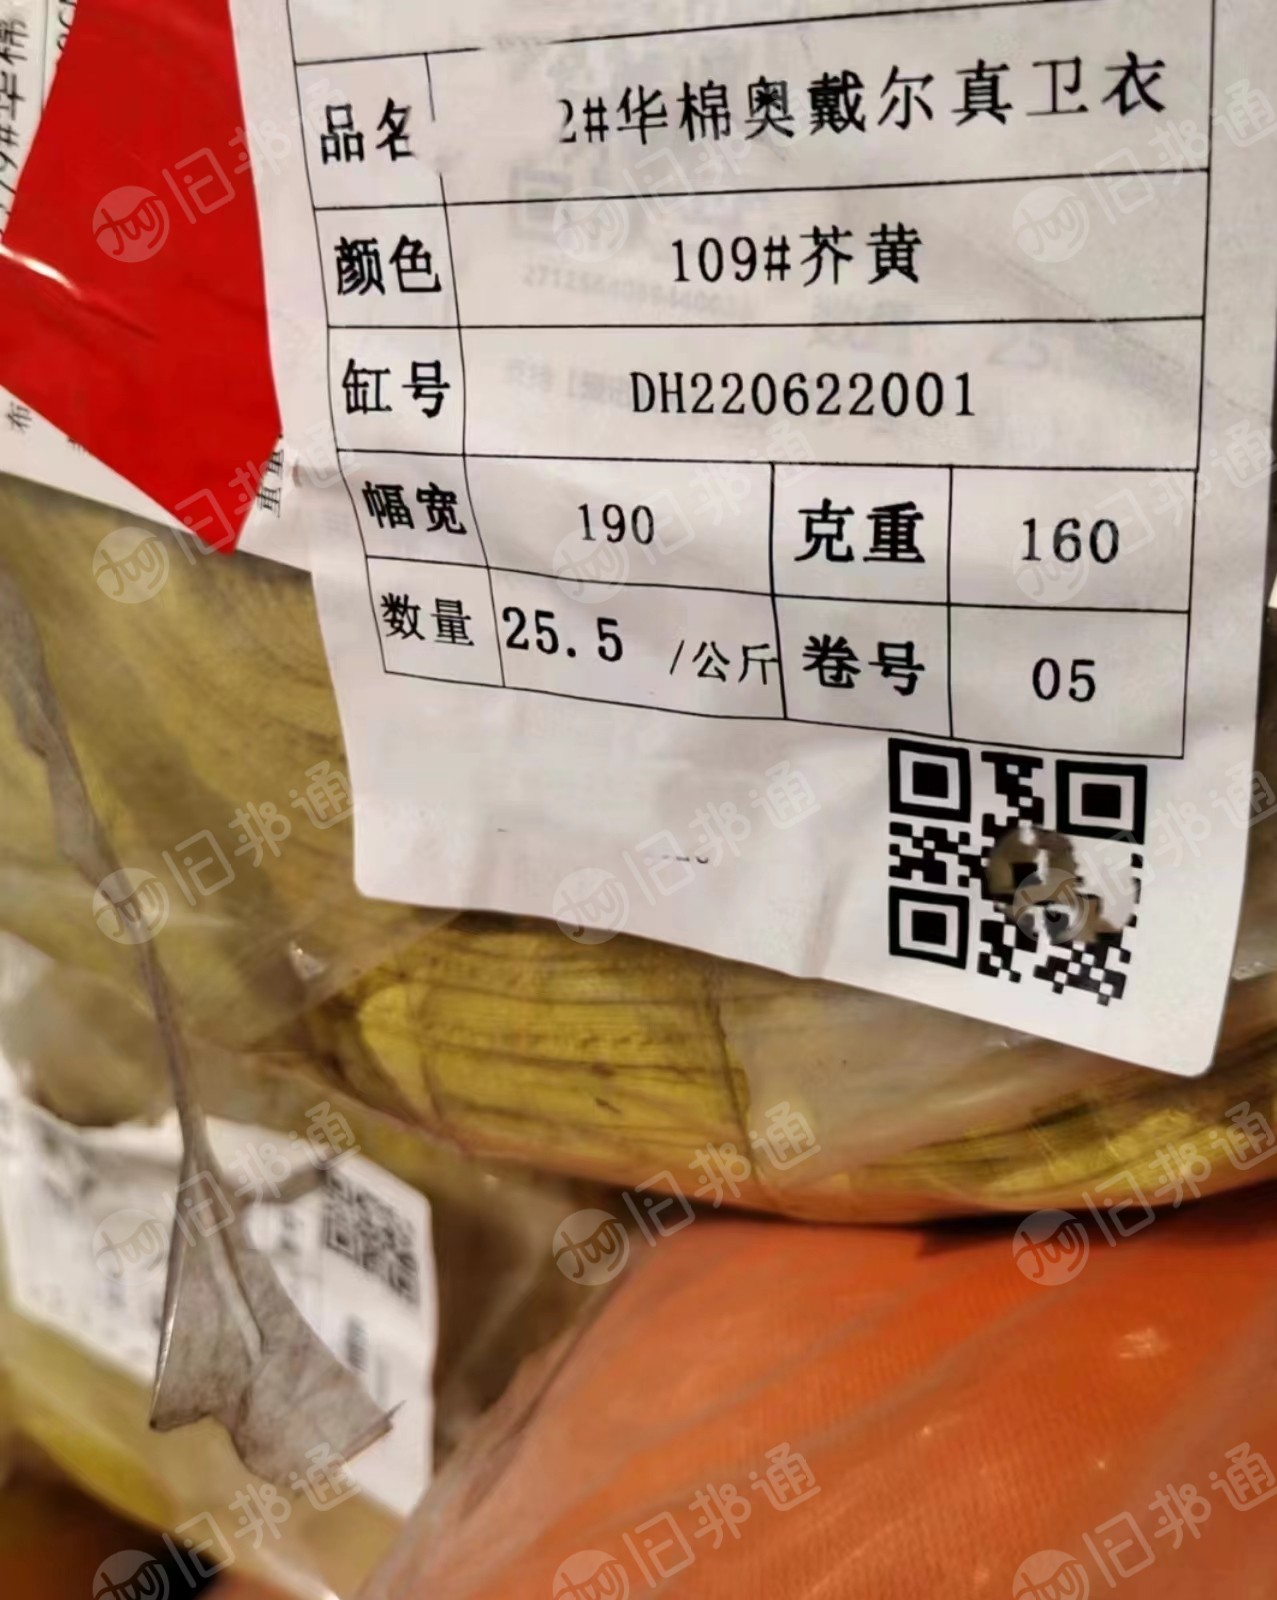 品名 2#华棉奥戴尔真卫衣
颜色 109#芥黄
缸号 DH220622001
幅宽 190 克重 160
数量 25.5 /公斤 卷号 05
旧邦通